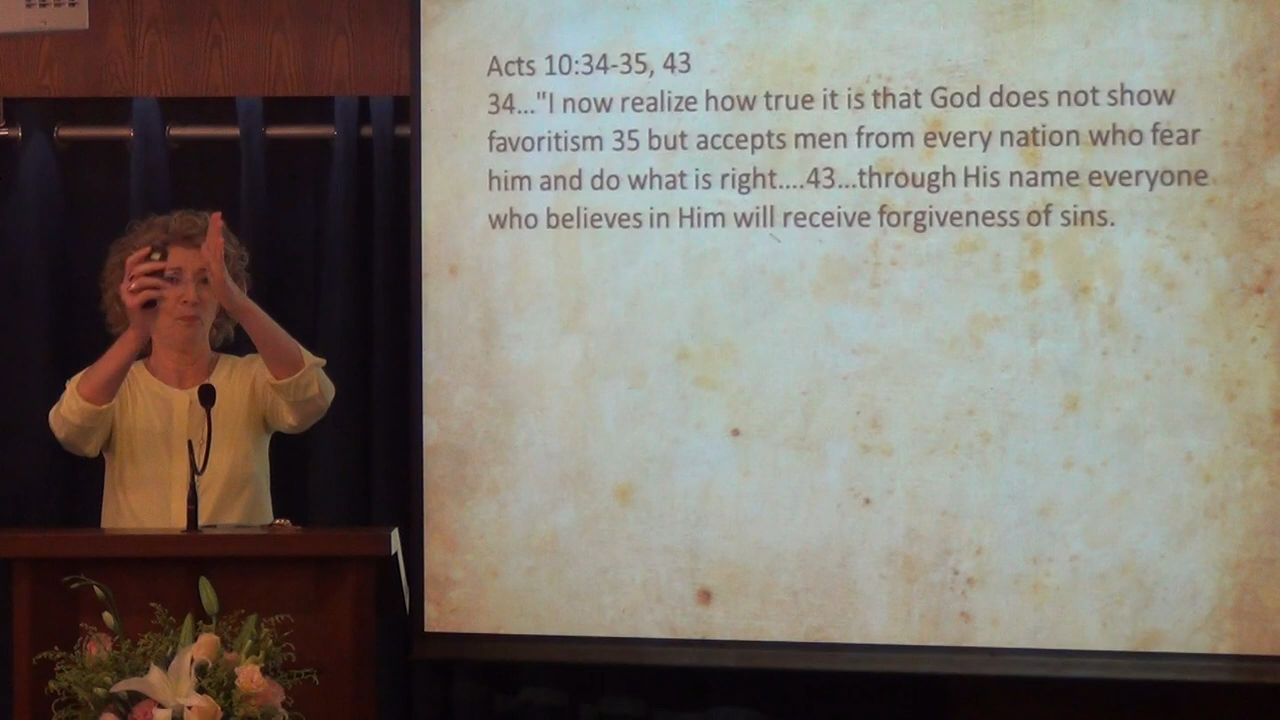 Acts 10:34-35, 43
34..."I now realize how true it is that God does not show
favoritism 35 but accepts men from every nation who fear
him and do what is right....43...through His name everyone
who believes in Him will receive forgiveness of sins.